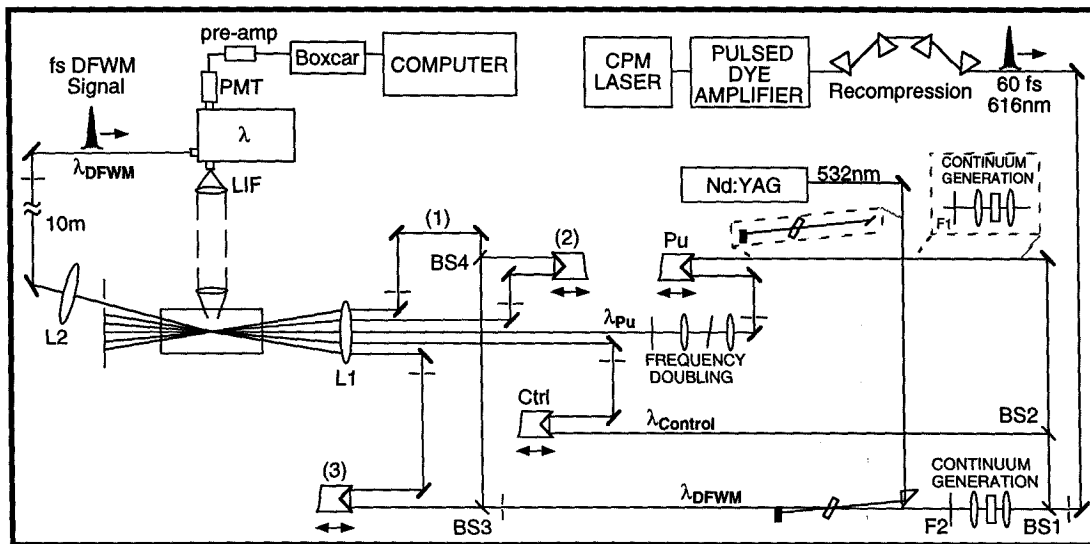 pre-amp
Boxcar
COMPUTER
fs DFWM
Signal
PMT
λ
λDFWM
LIF
10m
L2
CPM
LASER
PULSED
DYE
AMPLIFIER
Recompression
60 fs
616nm
Nd:YAG
532nm
CONTINUUM
GENERATION
F1
(1)
BS4
(2)
Pu
λPu
L1
FREQUENCY
DOUBLING
Ctrl
λControl
BS2
(3)
BS3
λDFWM
CONTINUUM
GENERATION
F2
BS1